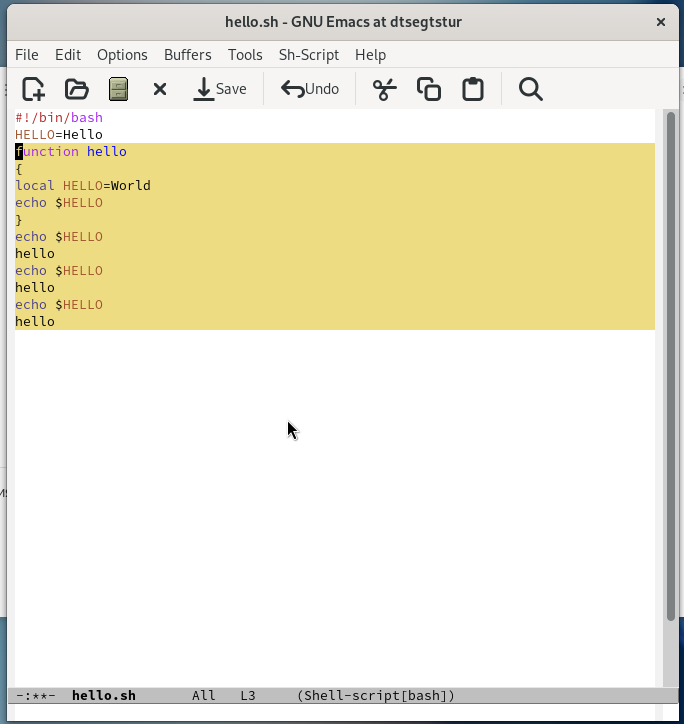 hello.sh - GNU Emacs at dtsegtstur
File Edit Options Buffers Tools Sh-Script Help
Save Undo
#!/bin/bash
HELLO=Hello
function hello
{
local HELLO=World
echo $HELLO
}
echo $HELLO
hello
echo $HELLO
hello
echo $HELLO
hello
-:**- hello.sh All L3 (Shell-script[bash])